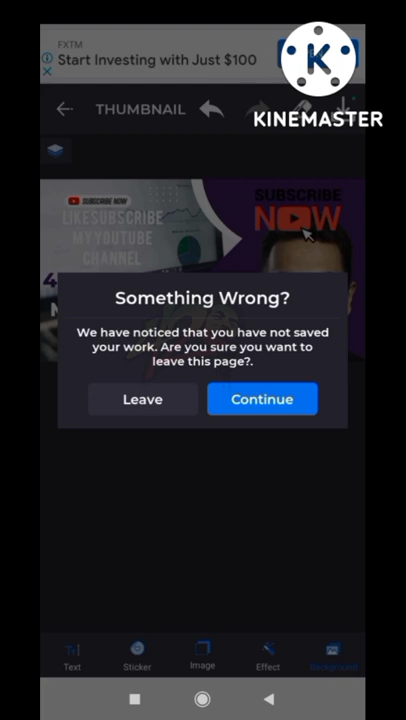 FXTM
Start Investing with Just $100
K
KINEMASTER
THUMBNAIL
SUBSCRIBE NOW
LIKESUBSCRIBE
MYYOUTUBE
CHANNEL
SUBSCRIBE
NOW
4
Something Wrong?
We have noticed that you have not saved
your work. Are you sure you want to
leave this page?.
Leave
Continue
Text
Sticker
Image
Effect
Background